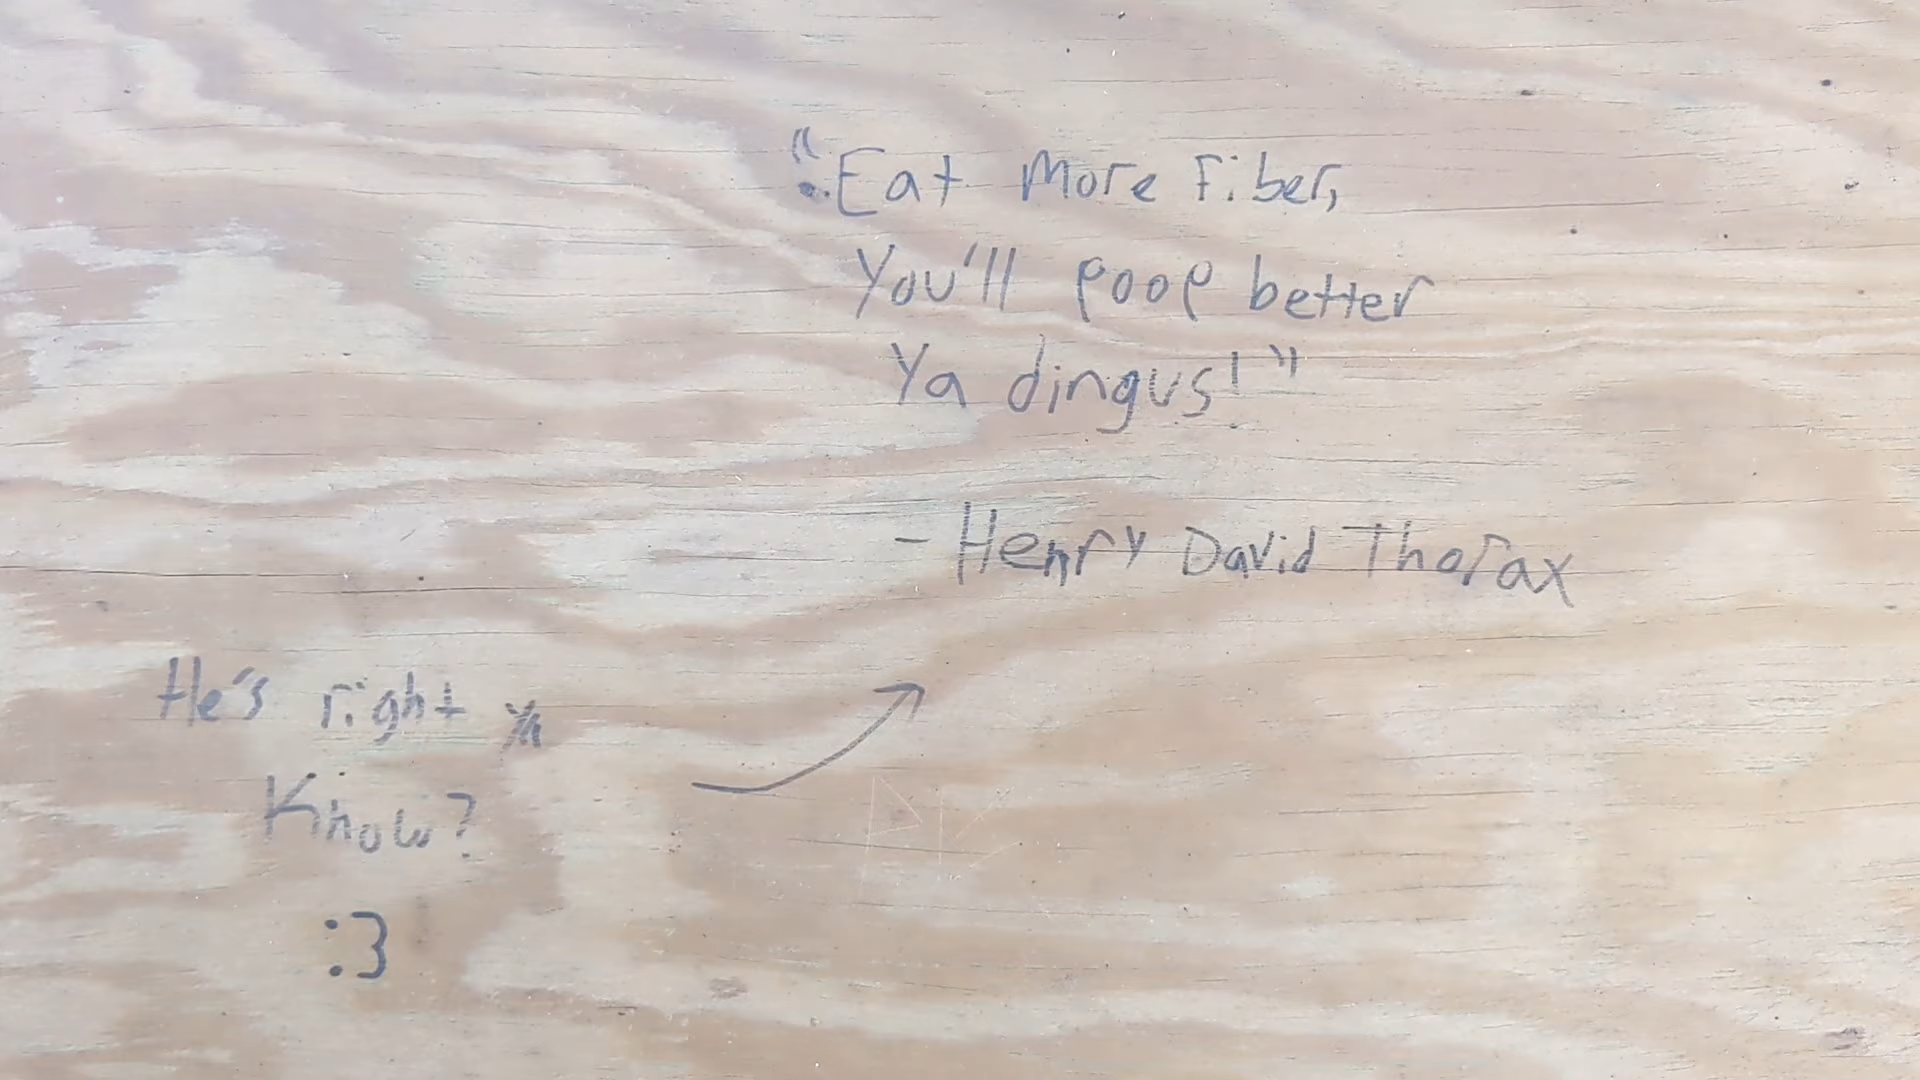 "Eat More Fiber,
You'll poop better
Ya dingus!"
- Henry David Thorax
He's right ya
Know?
:3